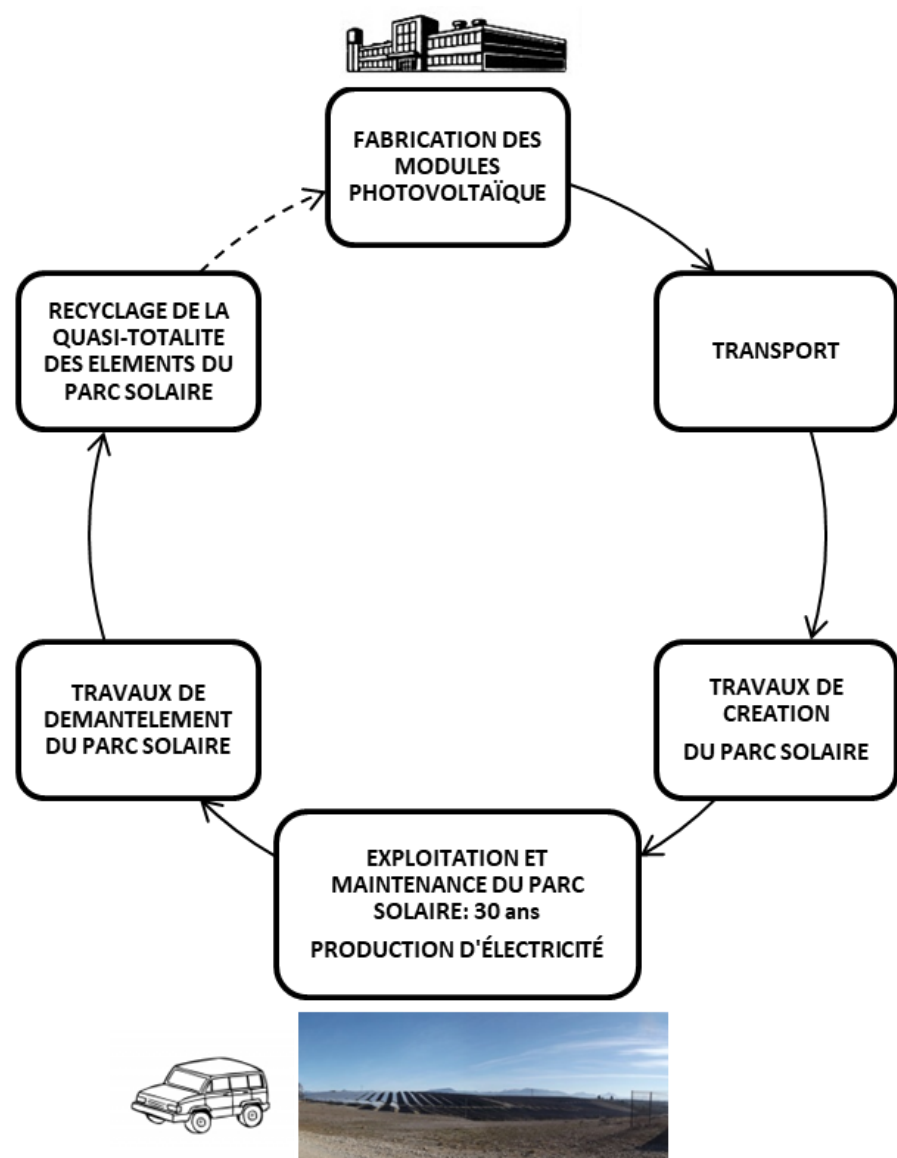 FABRICATION DES
MODULES
PHOTOVOLTAÏQUE
TRANSPORT
TRAVAUX DE
CREATION
DU PARC SOLAIRE
EXPLOITATION ET
MAINTENANCE DU PARC
SOLAIRE: 30 ans
PRODUCTION D'ÉLECTRICITÉ
TRAVAUX DE
DEMANTELEMENT
DU PARC SOLAIRE
RECYCLAGE DE LA
QUASI-TOTALITE
DES ELEMENTS DU
PARC SOLAIRE